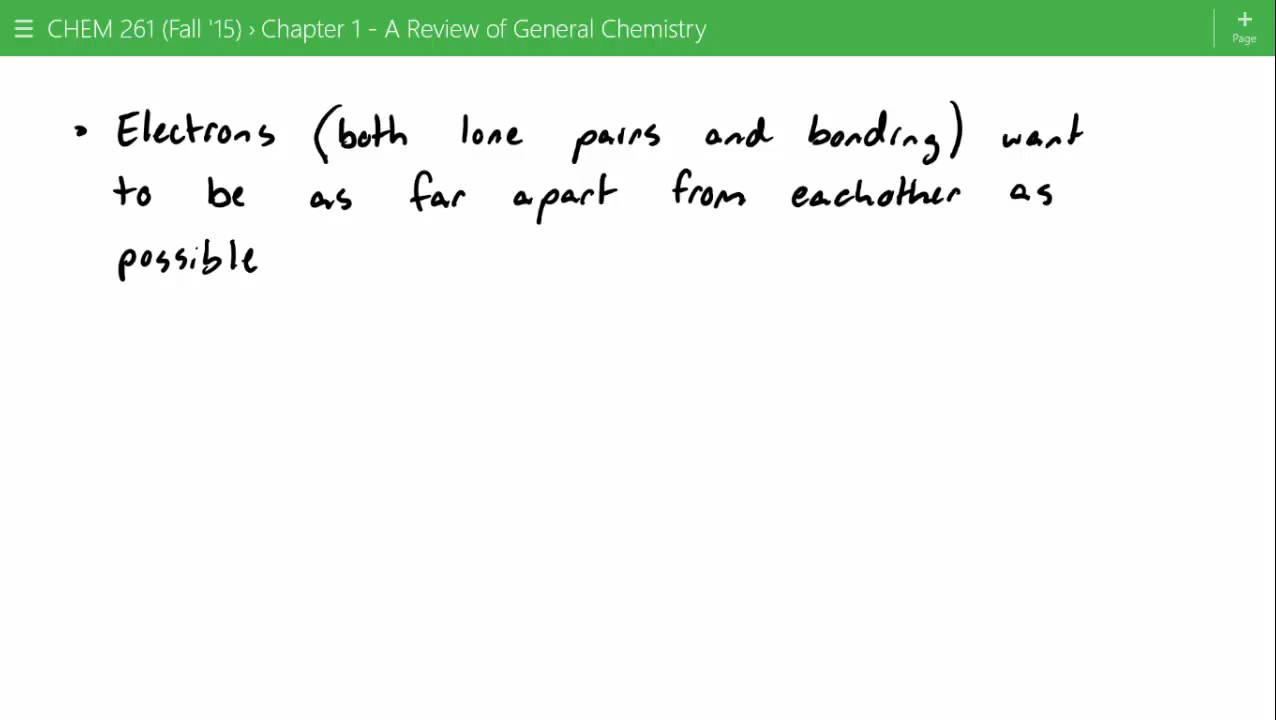 ☰ CHEM 261 (Fall '15) › Chapter 1 - A Review of General Chemistry
+
Page
• Electrons (both lone pairs and bonding) want
to be as far apart from eachother as
possible